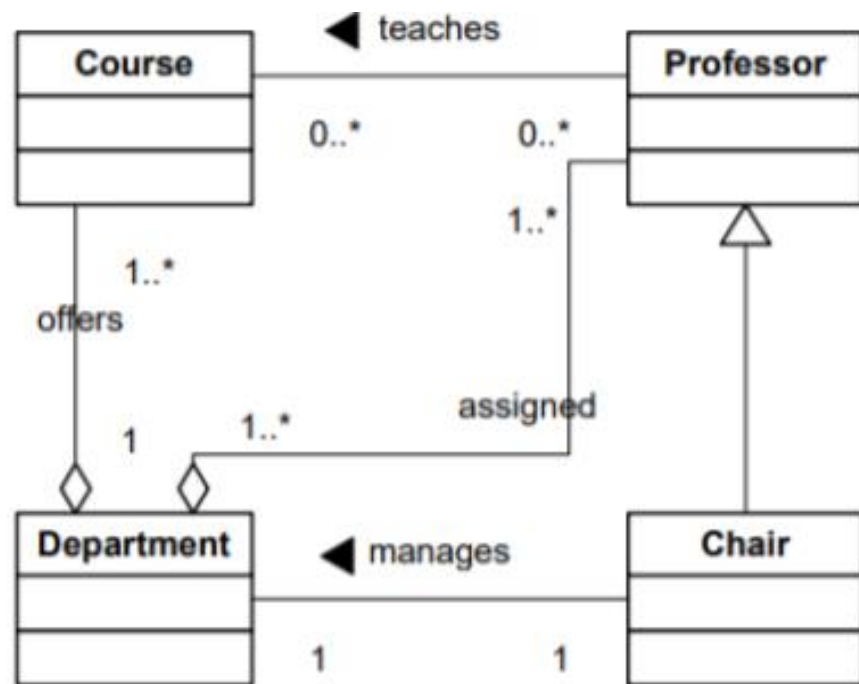 teaches
Course
Professor
0..*
0..*
1..*
1..*
offers
assigned
1..*
1
Department
manages
Chair
1
1